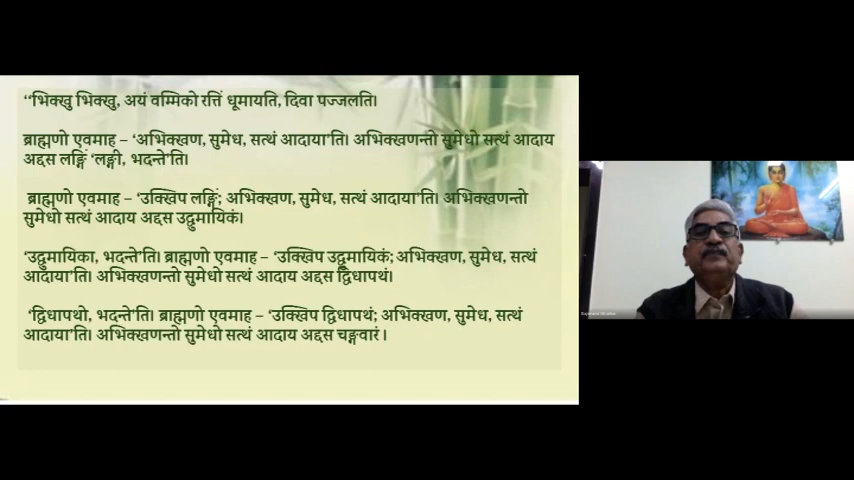 ‘‘भिक्खु भिक्खु, अयं वम्मिको रत्तिं धूमायति, दिवा पज्जलति।
ब्राह्मणो एवमाह – ‘अभिक्खण, सुमेध, सत्थं आदाया’ति। अभिक्खणन्तो सुमेधो सत्थं आदाय
अद्दस लङ्गिं ‘लङ्गी, भदन्ते’ति।
ब्राह्मणो एवमाह – ‘उक्खिप लङ्गिं; अभिक्खण, सुमेध, सत्थं आदाया’ति। अभिक्खणन्तो
सुमेधो सत्थं आदाय अद्दस उद्धुमायिकं।
‘उद्धुमायिका, भदन्ते’ति। ब्राह्मणो एवमाह – ‘उक्खिप उद्धुमायिकं; अभिक्खण, सुमेध, सत्थं
आदाया’ति। अभिक्खणन्तो सुमेधो सत्थं आदाय अद्दस द्विधापथं।
‘द्विधापथो, भदन्ते’ति। ब्राह्मणो एवमाह – ‘उक्खिप द्विधापथं; अभिक्खण, सुमेध, सत्थं
आदाया’ति। अभिक्खणन्तो सुमेधो सत्थं आदाय अद्दस चङ्गवारं ।